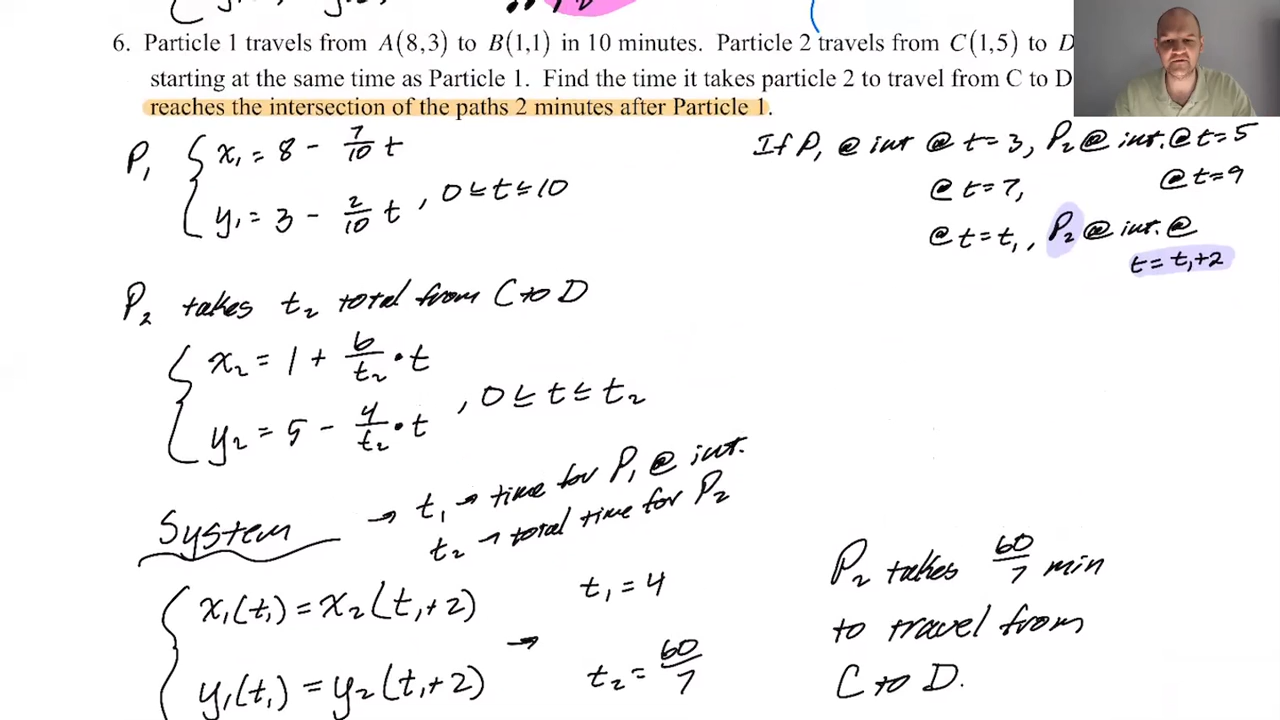 6. Particle 1 travels from A(8,3) to B(1,1) in 10 minutes. Particle 2 travels from C(1,5) to D
starting at the same time as Particle 1. Find the time it takes particle 2 to travel from C to D
reaches the intersection of the paths 2 minutes after Particle 1.
If P₁ @ int @ t=3, P₂ @ int. @ t=5
@ t=7, @ t=9
@ t=t₁, P₂ @ int. @
t=t₁+2
P₁ { x₁ = 8 - 7/10 t
y₁ = 3 - 2/10 t , 0≤t≤10
P₂ takes t₂ total from C to D
{ x₂ = 1 + 6/t₂ • t
y₂ = 5 - 4/t₂ • t , 0≤t≤t₂
System → t₁ → time for P₁ @ int.
t₂ → total time for P₂
{ x₁(t₁) = x₂(t₁+2)
y₁(t₁) = y₂(t₁+2)
→ t₁ = 4
t₂ = 60/7
P₂ takes 60/7 min
to travel from
C to D.